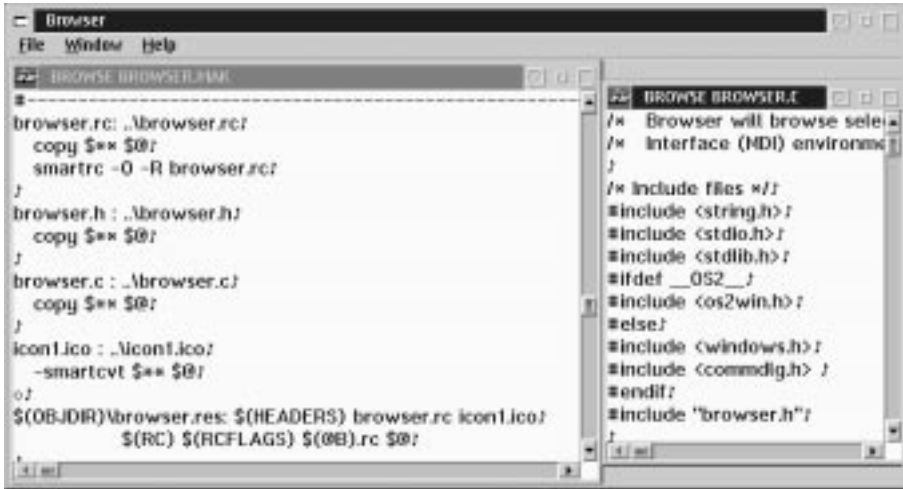 Browser
File Window Help
BROWSE BROWSER.MAK
#----------------------------------------------------------------
browser.rc: ..\browser.rc♪
copy $** $@♪
smartrc -O -R browser.rc♪
♪
browser.h : ..\browser.h♪
copy $** $@♪
♪
browser.c : ..\browser.c♪
copy $** $@♪
♪
icon1.ico : ..\icon1.ico♪
-smartcvt $** $@♪
○♪
$(OBJDIR)\browser.res: $(HEADERS) browser.rc icon1.ico♪
$(RC) $(RCFLAGS) $(@B).rc $@♪
BROWSE BROWSER.C
/* Browser will browse sele
/* Interface (MDI) environme
♪
/* Include files */♪
#include <string.h>♪
#include <stdio.h>♪
#include <stdlib.h>♪
#ifdef __OS2__♪
#include <os2win.h>♪
#else♪
#include <windows.h>♪
#include <commdlg.h> ♪
#endif♪
#include "browser.h"♪
♪